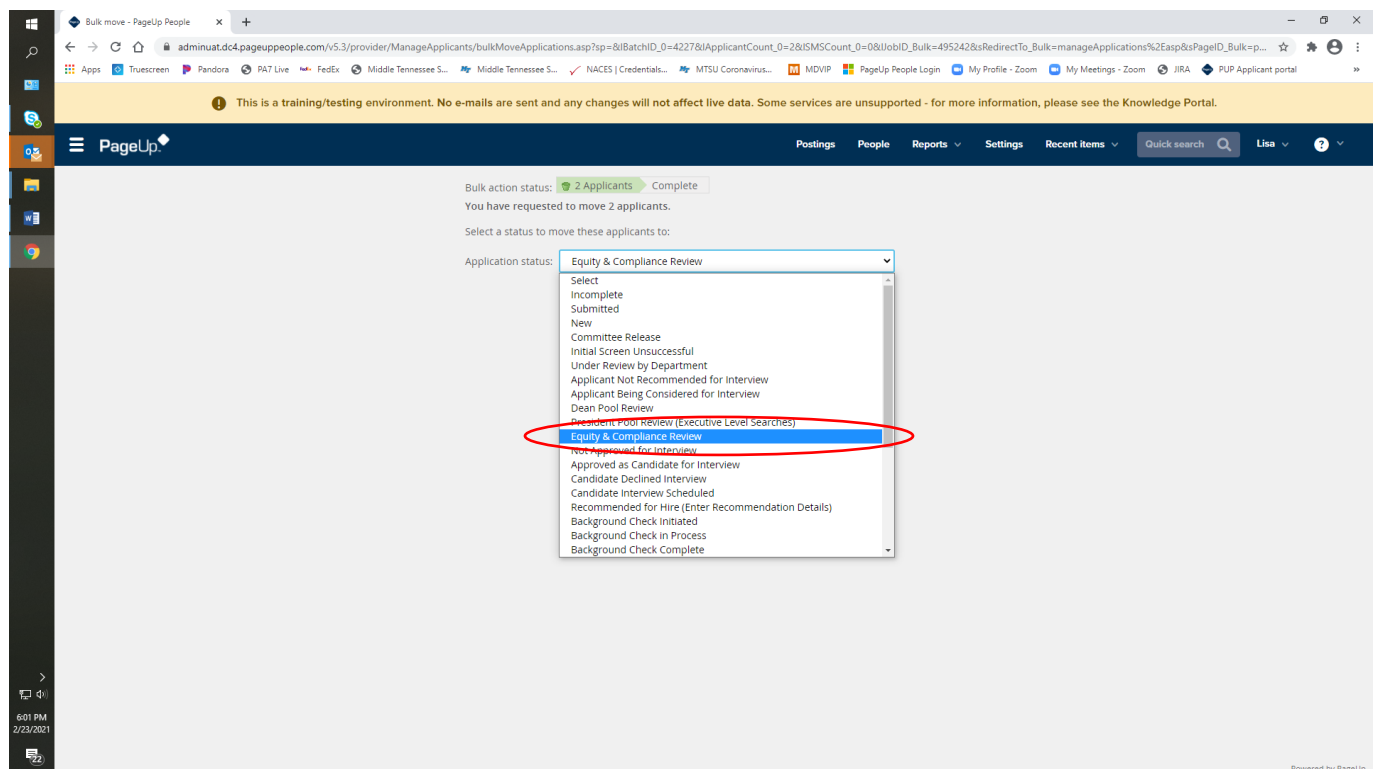 Bulk move - PageUp People
adminuat.dc4.pageuppeople.com/v5.3/provider/ManageApplicants/bulkMoveApplications.asp?sp=&lBatchID_0=4227&lApplicantCount_0=2&lSMSCount_0=0&lJobID_Bulk=495242&sRedirectTo_Bulk=manageApplications%2Easp&sPageID_Bulk=p...
Apps Truescreen Pandora PA7 Live FedEx Middle Tennessee S... Middle Tennessee S... NACES | Credentials... MTSU Coronavirus... MDVIP PageUp People Login My Profile - Zoom My Meetings - Zoom JIRA PUP Applicant portal »
This is a training/testing environment. No e-mails are sent and any changes will not affect live data. Some services are unsupported - for more information, please see the Knowledge Portal.
PageUp. Postings People Reports Settings Recent items Quick search Lisa ?
Bulk action status: 2 Applicants Complete
You have requested to move 2 applicants.
Select a status to move these applicants to:
Application status: Equity & Compliance Review
Select
Incomplete
Submitted
New
Committee Release
Initial Screen Unsuccessful
Under Review by Department
Applicant Not Recommended for Interview
Applicant Being Considered for Interview
Dean Pool Review
President Pool Review (Executive Level Searches)
Equity & Compliance Review
Not Approved for Interview
Approved as Candidate for Interview
Candidate Declined Interview
Candidate Interview Scheduled
Recommended for Hire (Enter Recommendation Details)
Background Check Initiated
Background Check in Process
Background Check Complete
6:01 PM
2/23/2021
22
Powered by PageUp